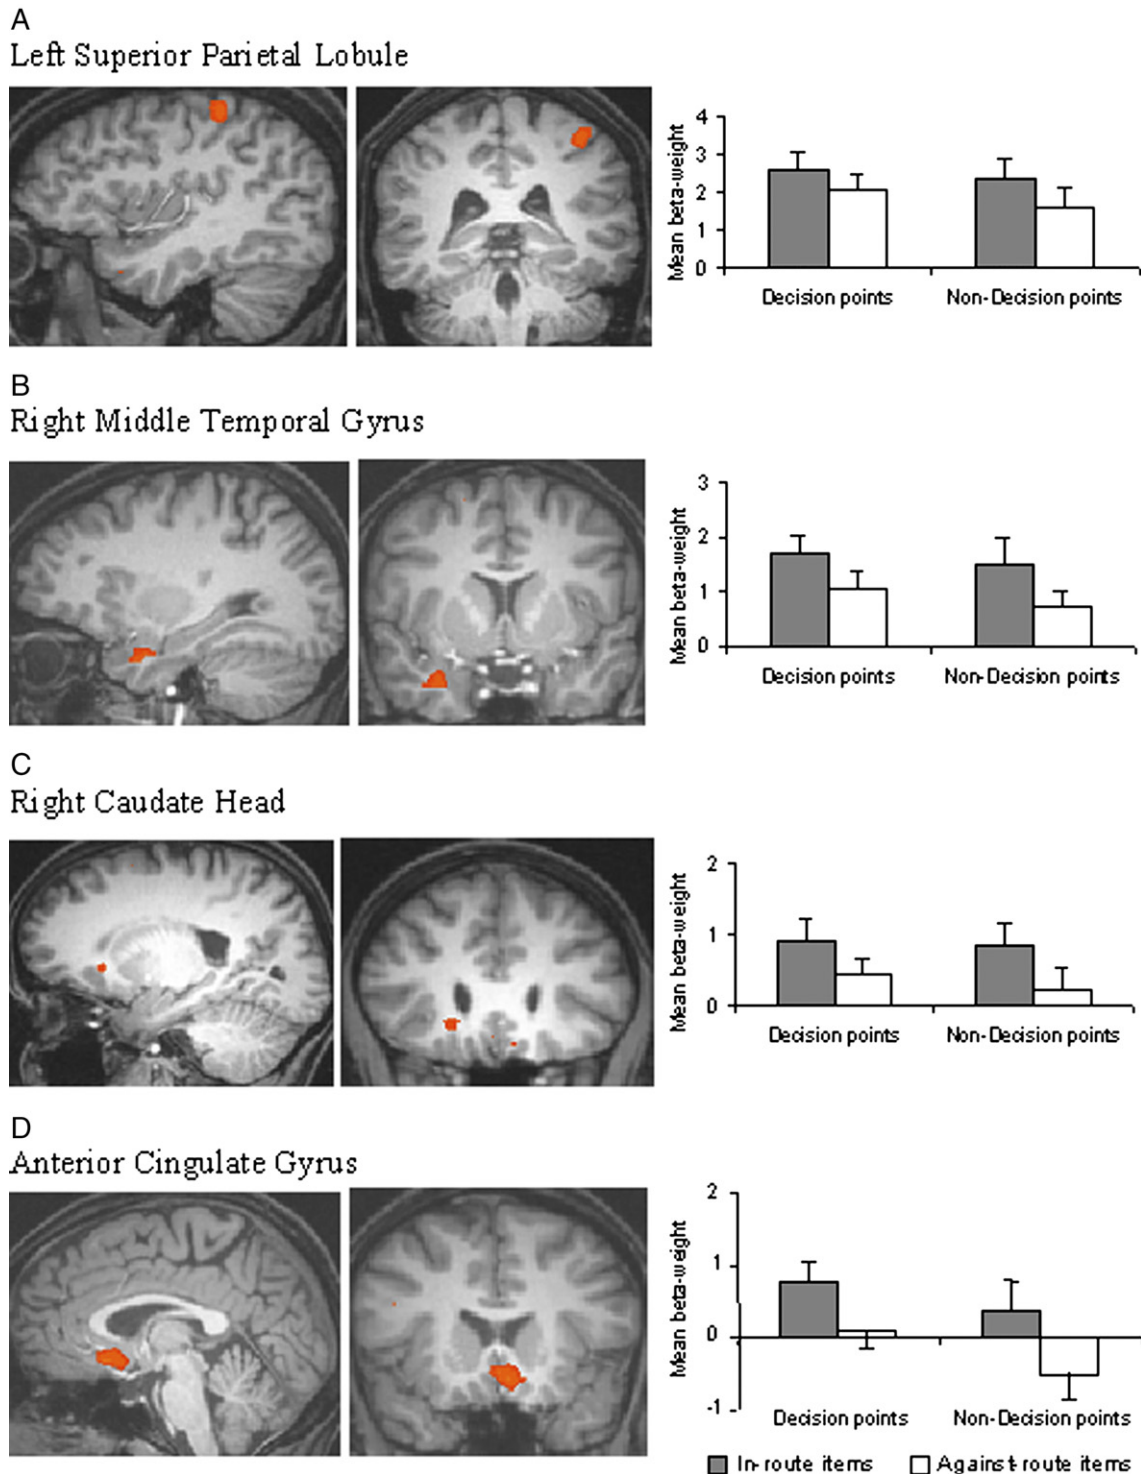 A
Left Superior Parietal Lobule
Mean beta-weight
4
3
2
1
0
Decision points
Non-Decision points
B
Right Middle Temporal Gyrus
Mean beta-weight
3
2
1
0
Decision points
Non-Decision points
C
Right Caudate Head
Mean beta-weight
2
1
0
Decision points
Non-Decision points
D
Anterior Cingulate Gyrus
Mean beta-weight
2
1
0
-1
Decision points
Non-Decision points
In-route items
Against-route items